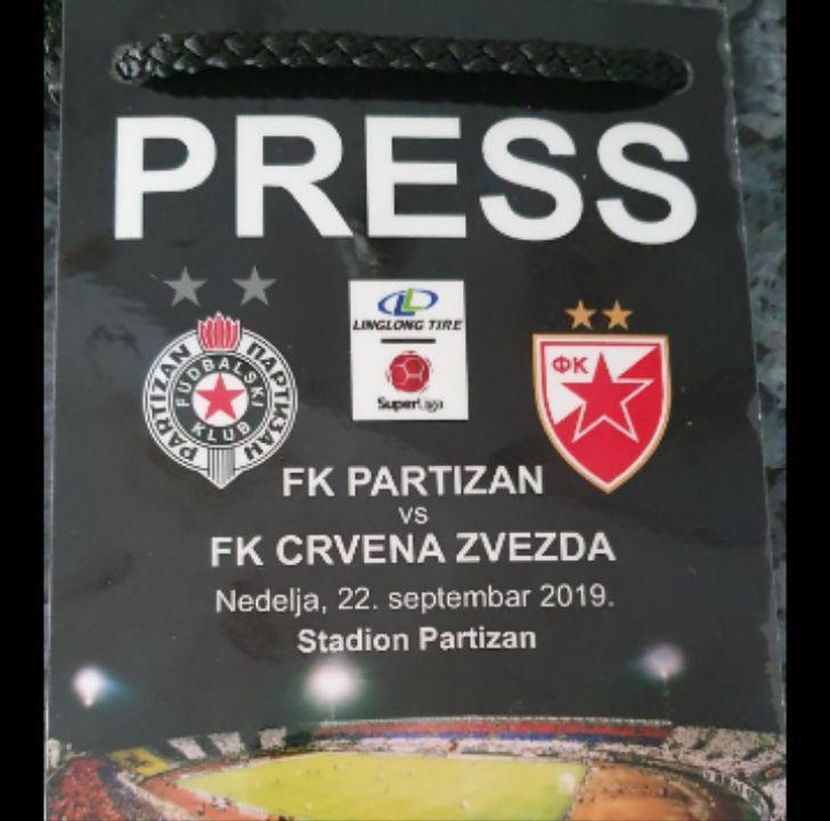 PRESS
LINGLONG TIRE
SuperLiga
PARTIZAN ПАРТИЗАН
FUDBALSKI
KLUB
ФК
FK PARTIZAN
vs
FK CRVENA ZVEZDA
Nedelja, 22. septembar 2019.
Stadion Partizan